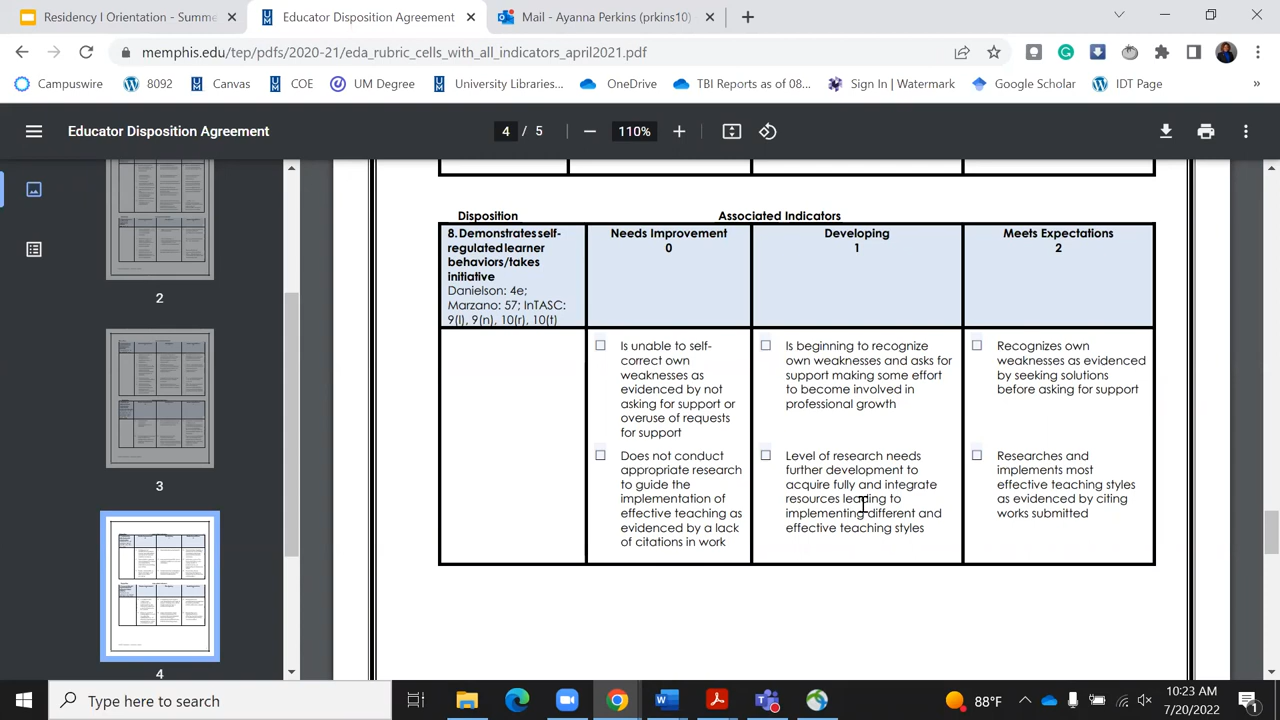 Residency I Orientation - Summe
Educator Disposition Agreement
Mail - Ayanna Perkins (prkins10)
memphis.edu/tep/pdfs/2020-21/eda_rubric_cells_with_all_indicators_april2021.pdf
Campuswire
8092
Canvas
COE
UM Degree
University Libraries...
OneDrive
TBI Reports as of 08...
Sign In | Watermark
Google Scholar
IDT Page
»
Educator Disposition Agreement
4 / 5
110%
2
3
4
Disposition
Associated Indicators
8. Demonstrates self-
regulated learner
behaviors/takes
initiative
Danielson: 4e;
Marzano: 57; InTASC:
9(l), 9(n), 10(r), 10(t)
Needs Improvement
0
Developing
1
Meets Expectations
2
Is unable to self-
correct own
weaknesses as
evidenced by not
asking for support or
overuse of requests
for support
Is beginning to recognize
own weaknesses and asks for
support making some effort
to become involved in
professional growth
Recognizes own
weaknesses as evidenced
by seeking solutions
before asking for support
Does not conduct
appropriate research
to guide the
implementation of
effective teaching as
evidenced by a lack
of citations in work
Level of research needs
further development to
acquire fully and integrate
resources leading to
implementing different and
effective teaching styles
Researches and
implements most
effective teaching styles
as evidenced by citing
works submitted
Type here to search
88°F
10:23 AM
7/20/2022
1